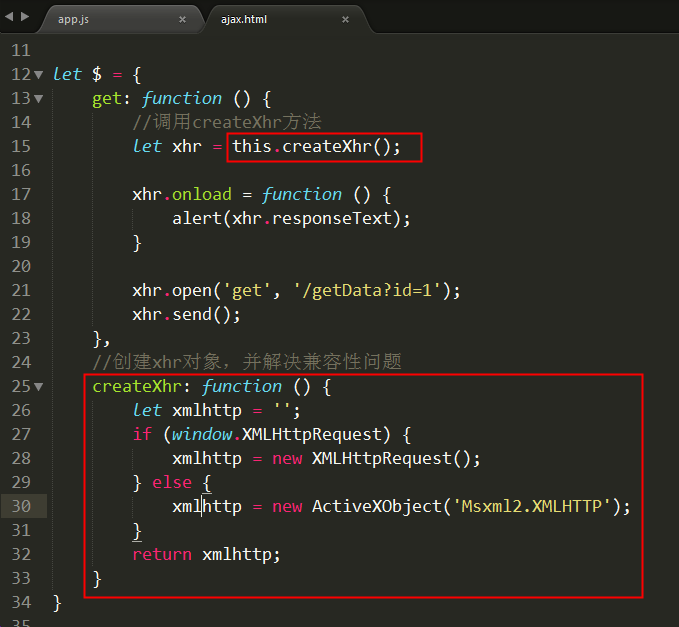 app.js × ajax.html ×
11
12 let $ = {
13 get: function () {
14 //调用createXhr方法
15 let xhr = this.createXhr();
16
17 xhr.onload = function () {
18 alert(xhr.responseText);
19 }
20
21 xhr.open('get', '/getData?id=1');
22 xhr.send();
23 },
24 //创建xhr对象，并解决兼容性问题
25 createXhr: function () {
26 let xmlhttp = '';
27 if (window.XMLHttpRequest) {
28 xmlhttp = new XMLHttpRequest();
29 } else {
30 xmlhttp = new ActiveXObject('Msxml2.XMLHTTP');
31 }
32 return xmlhttp;
33 }
34 }
35